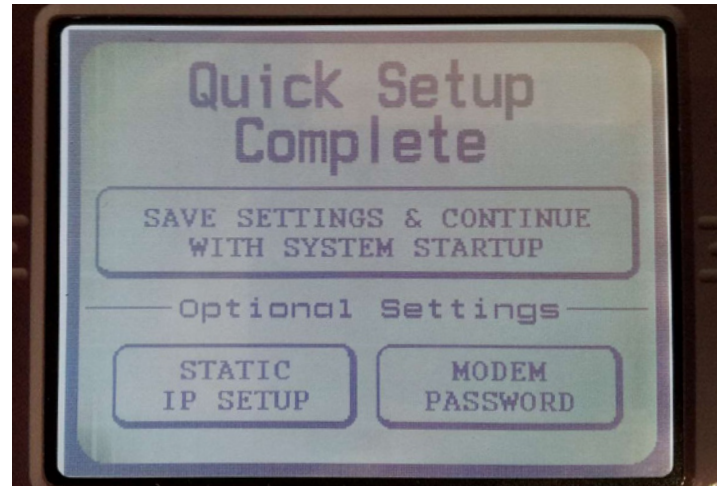 Quick Setup
Complete
SAVE SETTINGS & CONTINUE
WITH SYSTEM STARTUP
Optional Settings
STATIC
IP SETUP
MODEM
PASSWORD